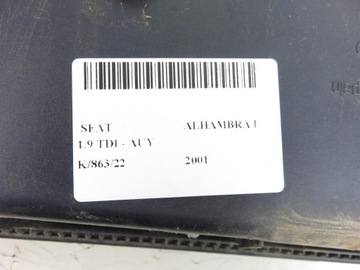 SEAT ALHAMBRA I
1.9 TDI - AUY
K/863/22 2001